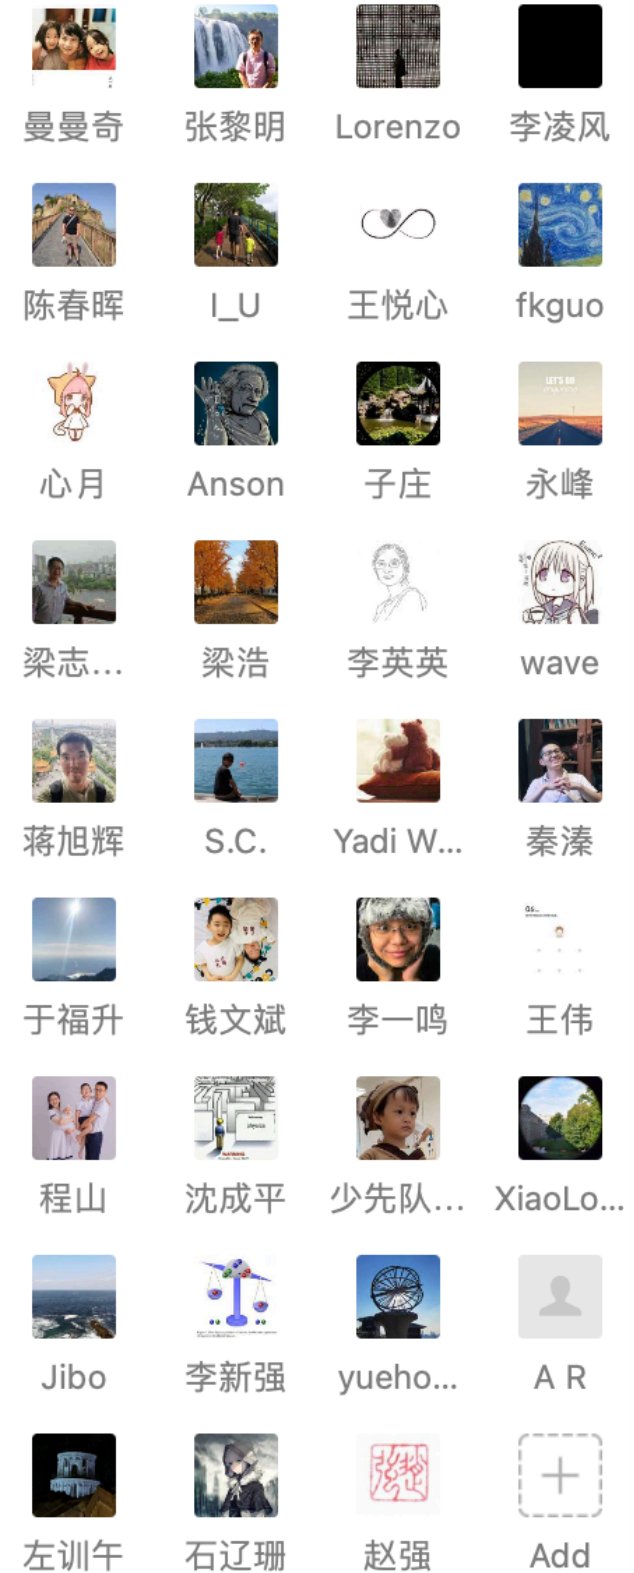 曼曼奇 张黎明 Lorenzo 李凌风
陈春晖 I_U 王悦心 fkguo
LET'S GO
心月 Anson 子庄 永峰
梁志... 梁浩 李英英 wave
蒋旭辉 S.C. Yadi W... 秦溱
于福升 钱文斌 李一鸣 王伟
程山 沈成平 少先队... XiaoLo...
Jibo 李新强 yueho... A R
左训午 石辽珊 赵强 Add